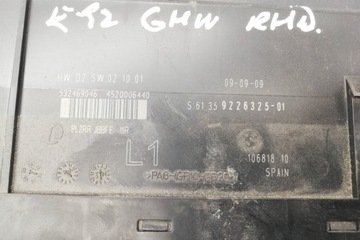 E92 GHW RHD.
HW:07 SW:02.10.01
09-09-09
532469046 4520006440
S 61.35 9226325-01
L1
106818 10
SPAIN